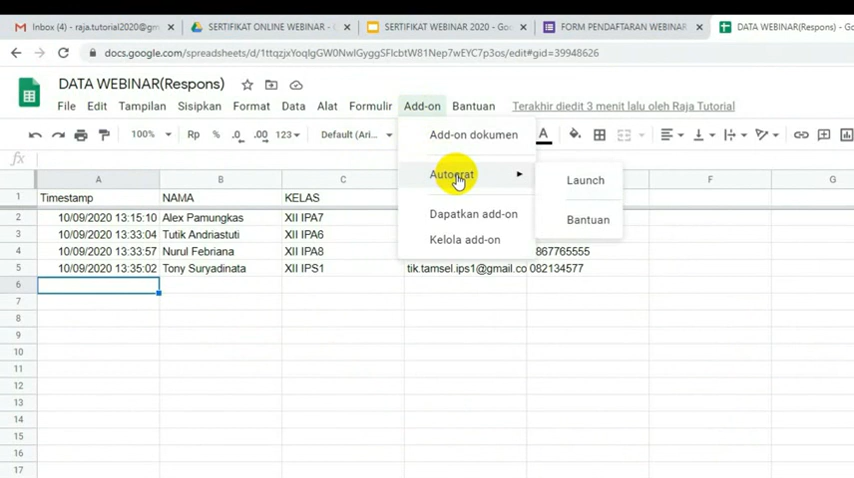 Inbox (4) - raja.tutorial2020@gm
SERTIFIKAT ONLINE WEBINAR - G
SERTIFIKAT WEBINAR 2020 - Goo
FORM PENDAFTARAN WEBINAR
DATA WEBINAR(Respons) - Go
docs.google.com/spreadsheets/d/1ttqzjxYoqlgGW0NwlGyggSFlcbtW81Nep7wEYC7p3os/edit#gid=39948626
DATA WEBINAR(Respons)
File Edit Tampilan Sisipkan Format Data Alat Formulir Add-on Bantuan Terakhir diedit 3 menit lalu oleh Raja Tutorial
100% Rp % .0 .00 123 Default (Ari... A
Add-on dokumen
fx
Autocrat
Launch
Dapatkan add-on
Bantuan
Kelola add-on
A B C F G
1 Timestamp NAMA KELAS
2 10/09/2020 13:15:10 Alex Pamungkas XII IPA7
3 10/09/2020 13:33:04 Tutik Andriastuti XII IPA6
4 10/09/2020 13:33:57 Nurul Febriana XII IPA8 867765555
5 10/09/2020 13:35:02 Tony Suryadinata XII IPS1 tik.tamsel.ips1@gmail.co 082134577
6
7
8
9
10
11
12
13
14
15
16
17